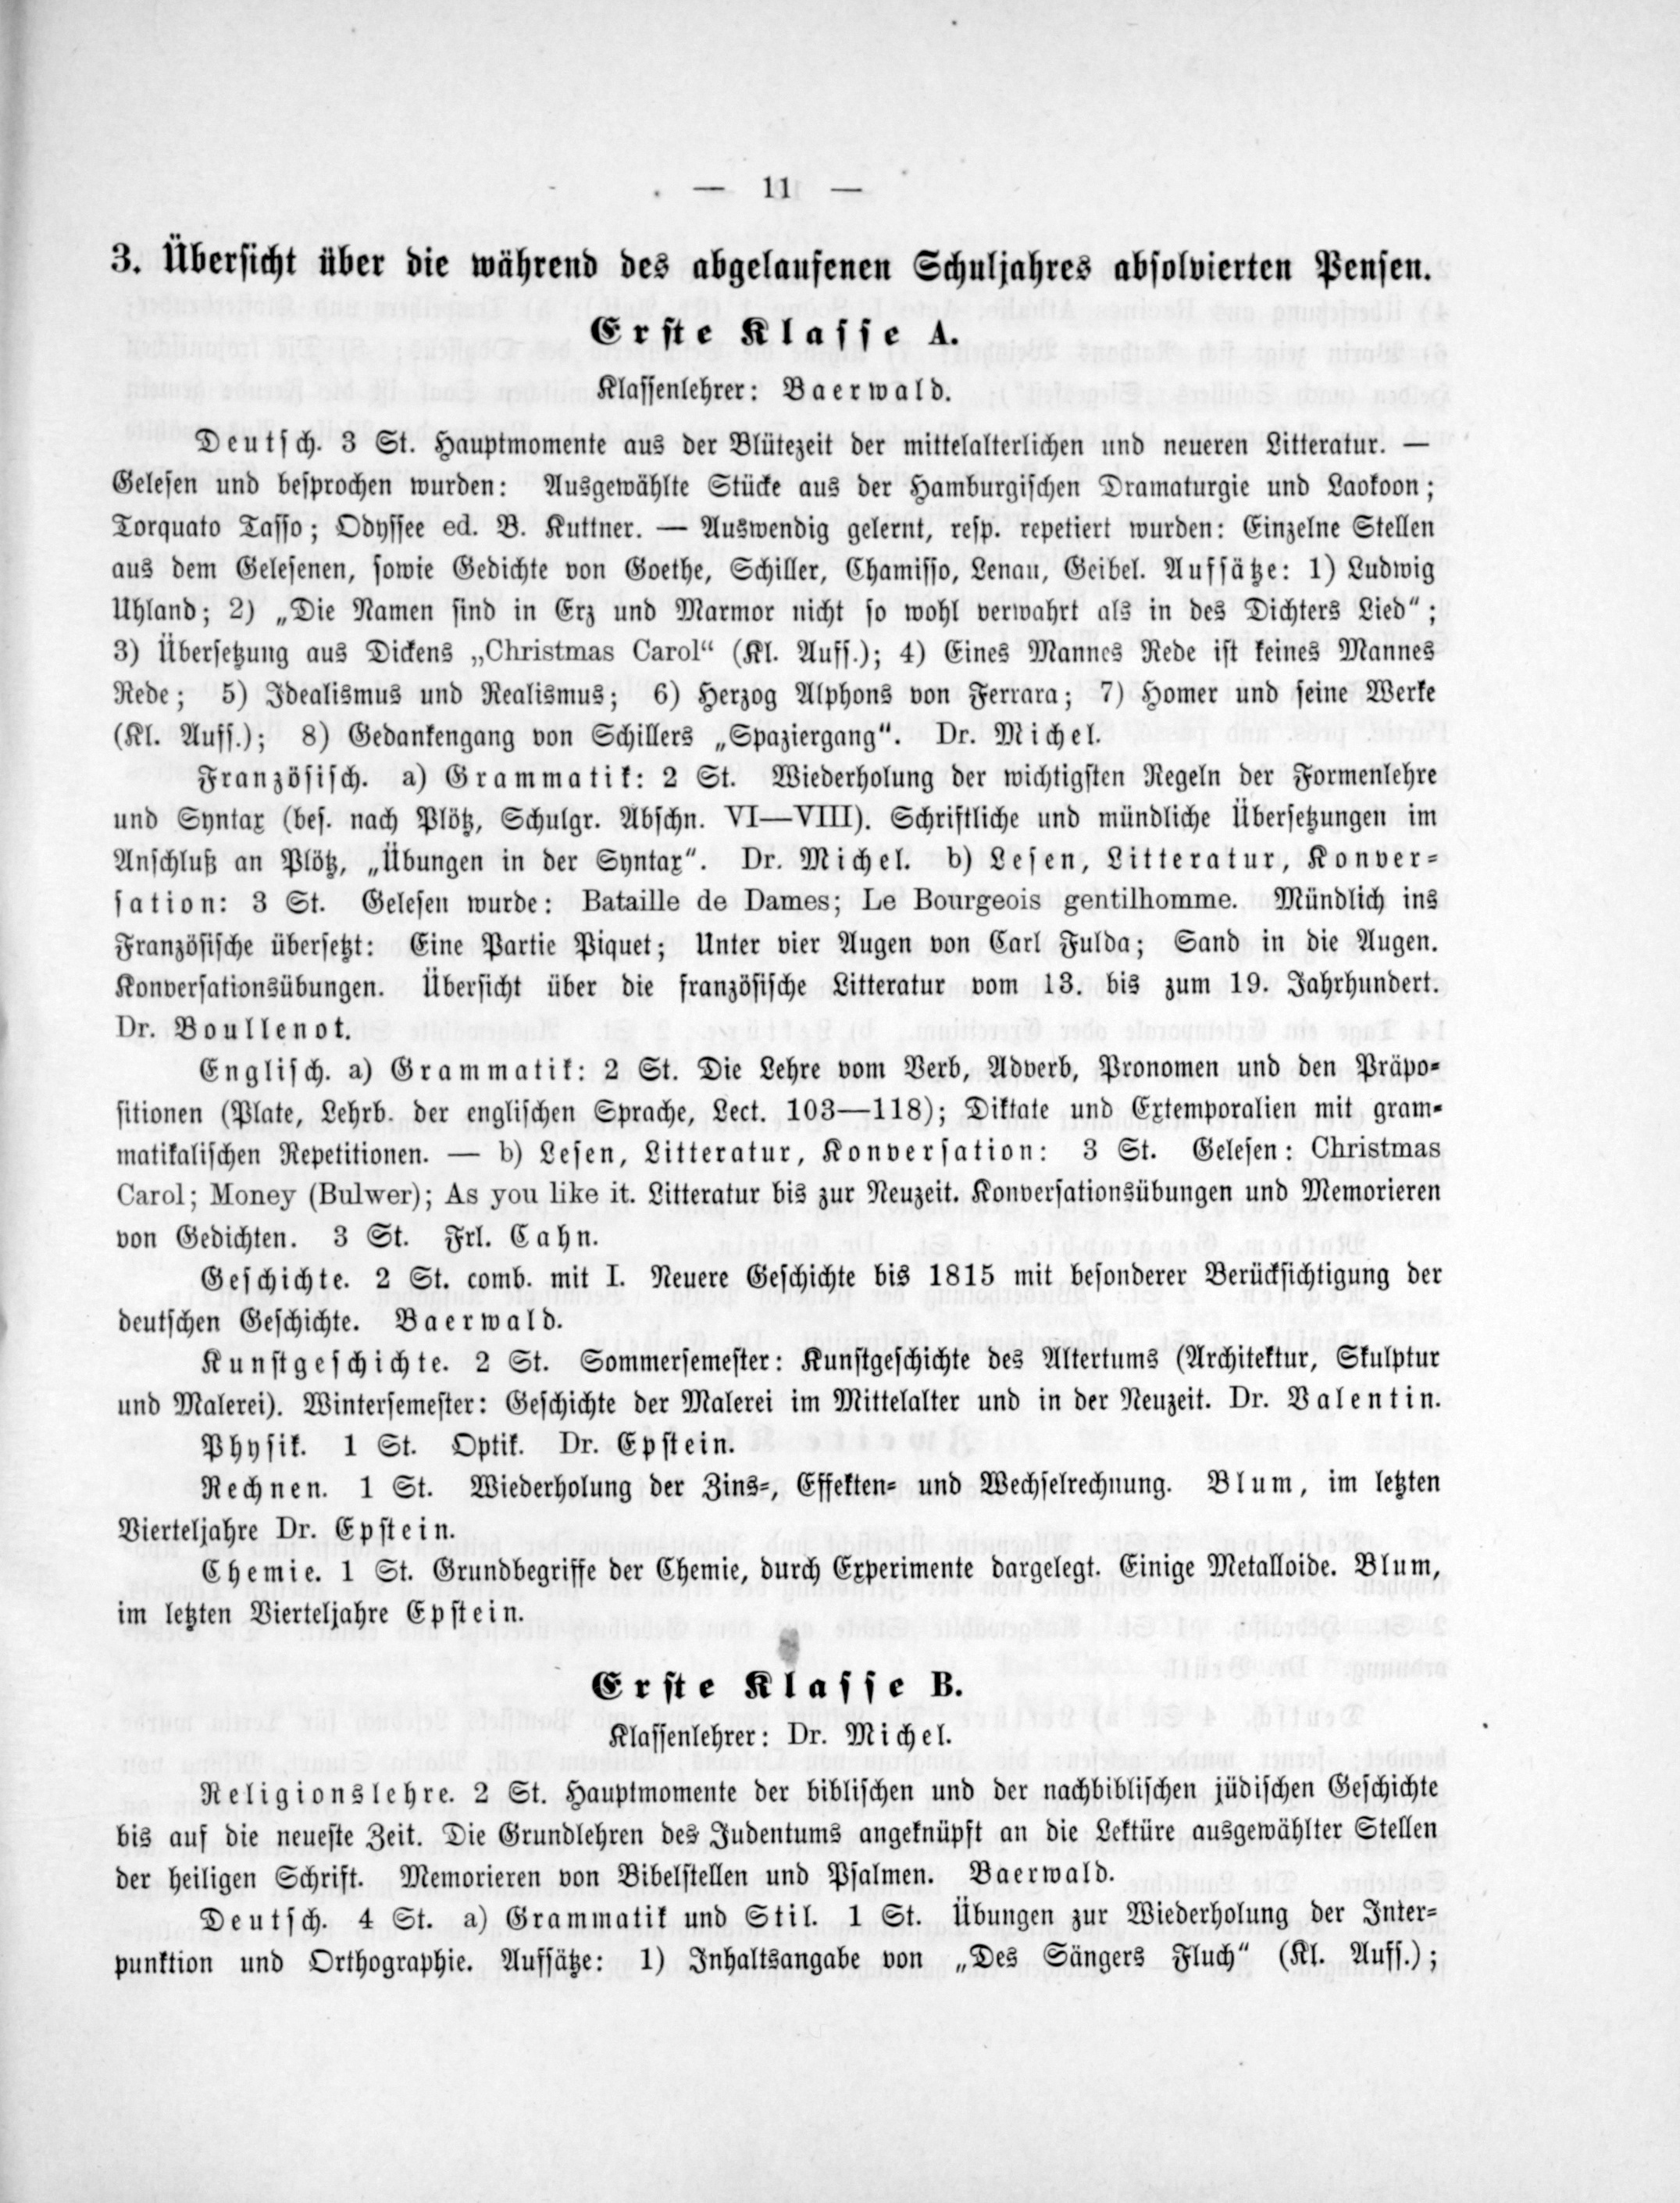 — 11 —
3. Übersicht über die während des abgelaufenen Schuljahres absolvierten Pensen.
Erste Klasse A.
Klassenlehrer: Baerwald.
Deutsch. 3 St. Hauptmomente aus der Blütezeit der mittelalterlichen und neueren Litteratur. —
Gelesen und besprochen wurden: Ausgewählte Stücke aus der Hamburgischen Dramaturgie und Laokoon;
Torquato Tasso; Odyssee ed. B. Kuttner. — Auswendig gelernt, resp. repetiert wurden: Einzelne Stellen
aus dem Gelesenen, sowie Gedichte von Goethe, Schiller, Chamisso, Lenau, Geibel. Aufsätze: 1) Ludwig
Uhland; 2) „Die Namen sind in Erz und Marmor nicht so wohl verwahrt als in des Dichters Lied“;
3) Übersetzung aus Dickens „Christmas Carol“ (Kl. Auff.); 4) Eines Mannes Rede ist keines Mannes
Rede; 5) Idealismus und Realismus; 6) Herzog Alphons von Ferrara; 7) Homer und seine Werke
(Kl. Auff.); 8) Gedankengang von Schillers „Spaziergang“. Dr. Michel.
Französisch. a) Grammatik: 2 St. Wiederholung der wichtigsten Regeln der Formenlehre
und Syntax (bes. nach Plötz, Schulgr. Abschn. VI—VIII). Schriftliche und mündliche Übersetzungen im
Anschluß an Plötz, „Übungen in der Syntax“. Dr. Michel. b) Lesen, Litteratur, Konver-
sation: 3 St. Gelesen wurde: Bataille de Dames; Le Bourgeois gentilhomme. Mündlich ins
Französische übersetzt: Eine Partie Piquet; Unter vier Augen von Carl Fulda; Sand in die Augen.
Konversationsübungen. Übersicht über die französische Litteratur vom 13. bis zum 19. Jahrhundert.
Dr. Boullenot.
Englisch. a) Grammatik: 2 St. Die Lehre vom Verb, Adverb, Pronomen und den Präpo-
sitionen (Plate, Lehrb. der englischen Sprache, Lect. 103—118); Diktate und Extemporalien mit gram-
matikalischen Repetitionen. — b) Lesen, Litteratur, Konversation: 3 St. Gelesen: Christmas
Carol; Money (Bulwer); As you like it. Litteratur bis zur Neuzeit. Konversationsübungen und Memorieren
von Gedichten. 3 St. Frl. Cahn.
Geschichte. 2 St. comb. mit I. Neuere Geschichte bis 1815 mit besonderer Berücksichtigung der
deutschen Geschichte. Baerwald.
Kunstgeschichte. 2 St. Sommersemester: Kunstgeschichte des Altertums (Architektur, Skulptur
und Malerei). Wintersemester: Geschichte der Malerei im Mittelalter und in der Neuzeit. Dr. Valentin.
Physik. 1 St. Optik. Dr. Epstein.
Rechnen. 1 St. Wiederholung der Zins-, Effekten- und Wechselrechnung. Blum, im letzten
Vierteljahre Dr. Epstein.
Chemie. 1 St. Grundbegriffe der Chemie, durch Experimente dargelegt. Einige Metalloide. Blum,
im letzten Vierteljahre Epstein.
Erste Klasse B.
Klassenlehrer: Dr. Michel.
Religionslehre. 2 St. Hauptmomente der biblischen und der nachbiblischen jüdischen Geschichte
bis auf die neueste Zeit. Die Grundlehren des Judentums angeknüpft an die Lektüre ausgewählter Stellen
der heiligen Schrift. Memorieren von Bibelstellen und Psalmen. Baerwald.
Deutsch. 4 St. a) Grammatik und Stil. 1 St. Übungen zur Wiederholung der Inter-
punktion und Orthographie. Aufsätze: 1) Inhaltsangabe von „Des Sängers Fluch“ (Kl. Auff.);